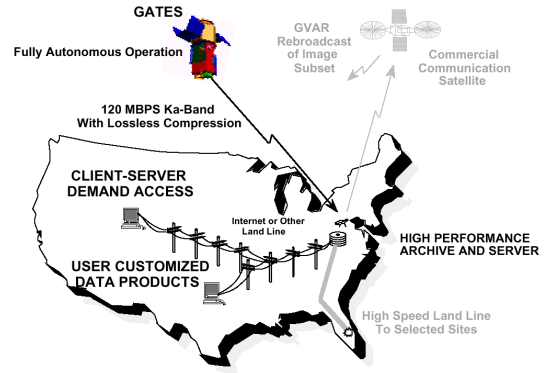 GATES
Fully Autonomous Operation
GVAR
Rebroadcast
of Image
Subset
Commercial
Communication
Satellite
120 MBPS Ka-Band
With Lossless Compression
CLIENT-SERVER
DEMAND ACCESS
Internet or Other
Land Line
HIGH PERFORMANCE
ARCHIVE AND SERVER
USER CUSTOMIZED
DATA PRODUCTS
High Speed Land Line
To Selected Sites